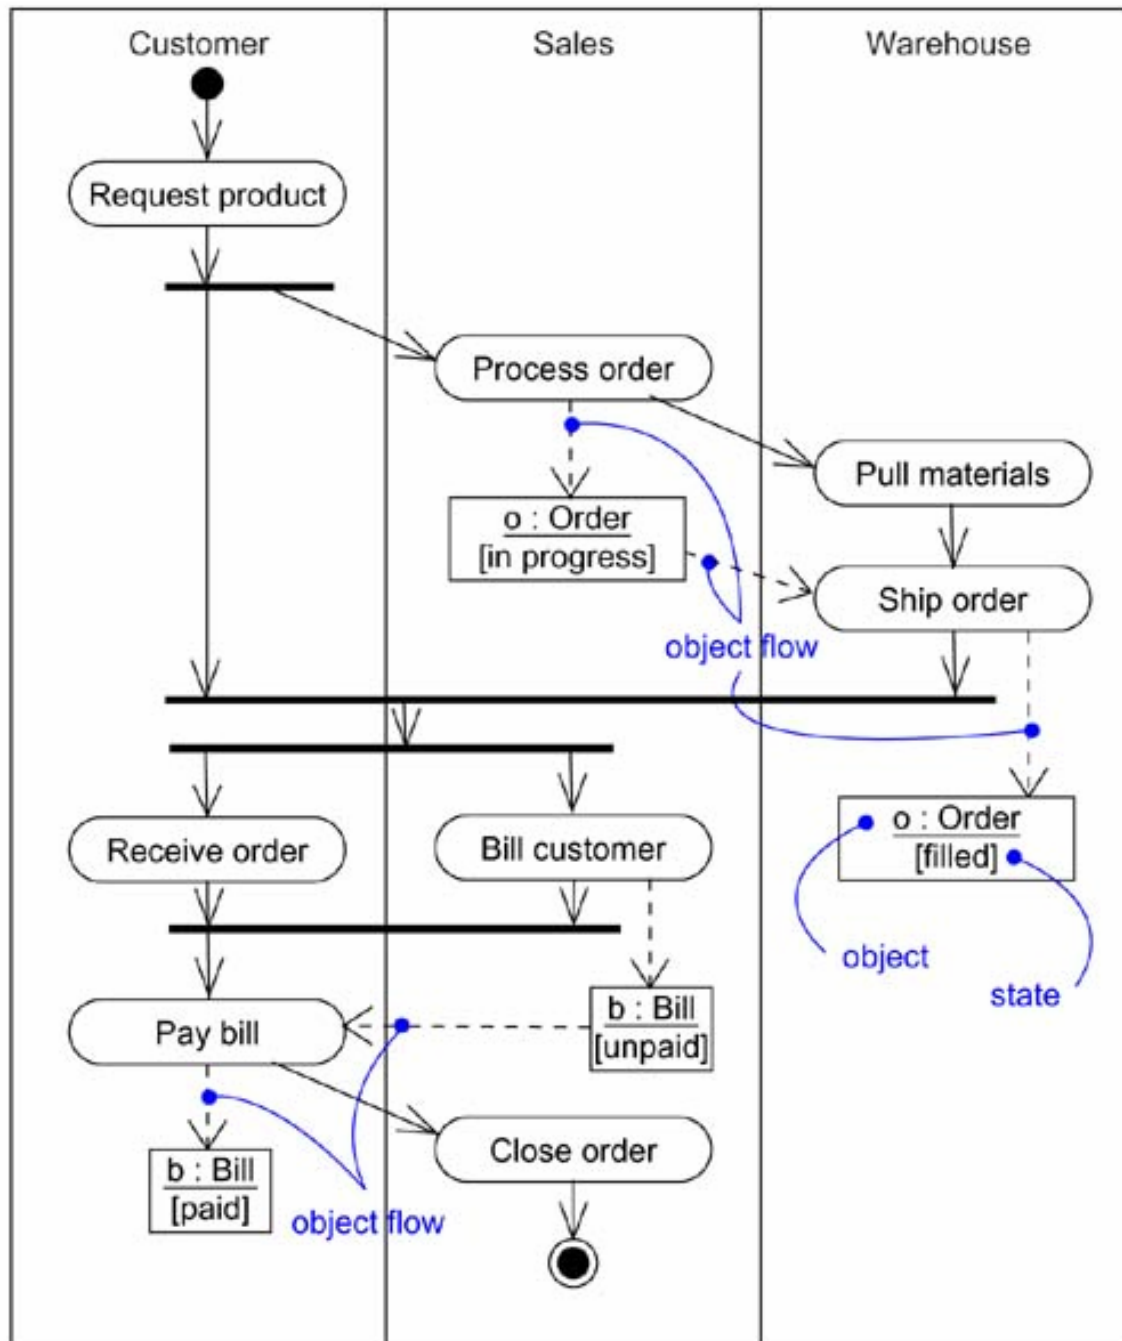 Customer
Sales
Warehouse
Request product
Process order
Pull materials
o : Order
[in progress]
Ship order
object flow
o : Order
[filled]
Receive order
Bill customer
object
state
Pay bill
b : Bill
[unpaid]
Close order
b : Bill
[paid]
object flow